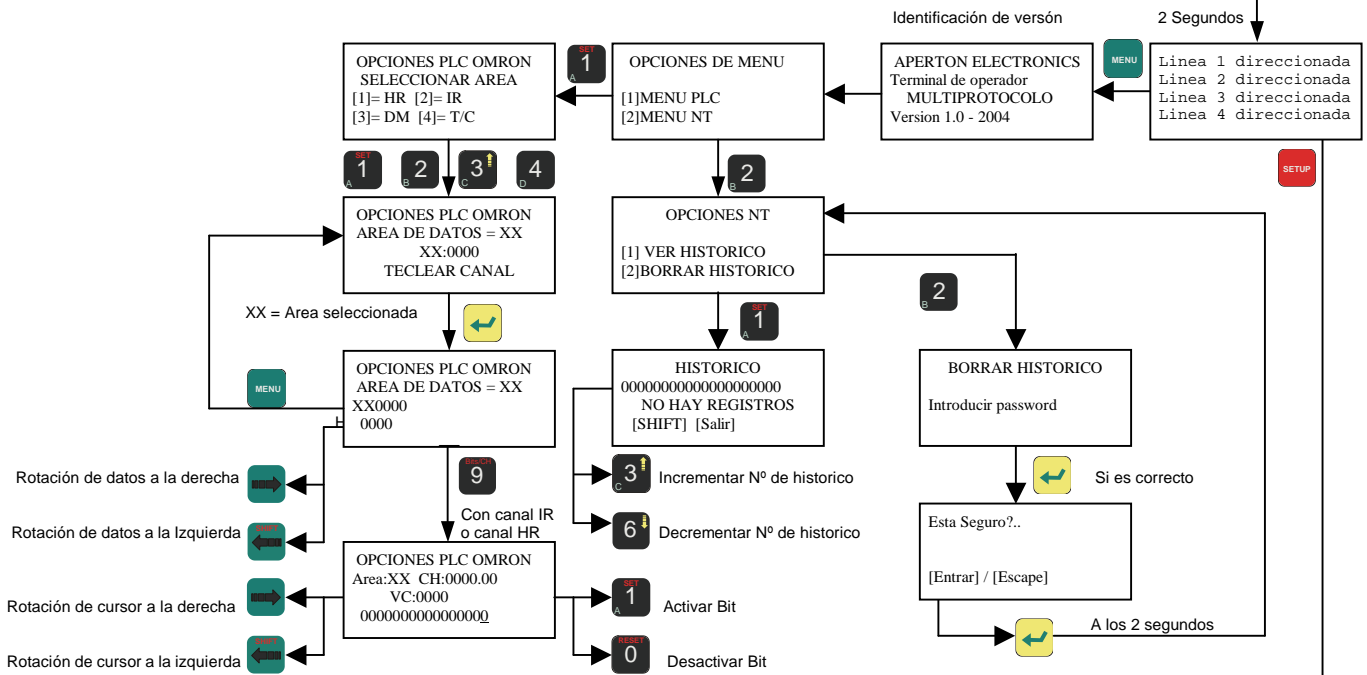 Identificación de versón
2 Segundos
OPCIONES PLC OMRON
SELECCIONAR AREA
[1]= HR [2]= IR
[3]= DM [4]= T/C
SET
1
A
OPCIONES DE MENU
[1]MENU PLC
[2]MENU NT
APERTON ELECTRONICS
Terminal de operador
MULTIPROTOCOLO
Version 1.0 - 2004
MENU
Linea 1 direccionada
Linea 2 direccionada
Linea 3 direccionada
Linea 4 direccionada
SETUP
SET
1
A
2
B
3
C
4
D
2
B
OPCIONES PLC OMRON
AREA DE DATOS = XX
XX:0000
TECLEAR CANAL
OPCIONES NT
[1] VER HISTORICO
[2]BORRAR HISTORICO
2
B
XX = Area seleccionada
SET
1
A
OPCIONES PLC OMRON
AREA DE DATOS = XX
XX0000
0000
MENU
HISTORICO
00000000000000000000
NO HAY REGISTROS
[SHIFT] [Salir]
BORRAR HISTORICO
Introducir password
Rotación de datos a la derecha
Bits/CH
9
3
C
Incrementar Nº de historico
Si es correcto
Con canal IR
o canal HR
Rotación de datos a la Izquierda
SHIFT
6
Decrementar Nº de historico
Esta Seguro?..
[Entrar] / [Escape]
OPCIONES PLC OMRON
Area:XX CH:0000.00
VC:0000
0000000000000000
Rotación de cursor a la derecha
SET
1
A
Activar Bit
A los 2 segundos
Rotación de cursor a la izquierda
SHIFT
RESET
0
Desactivar Bit